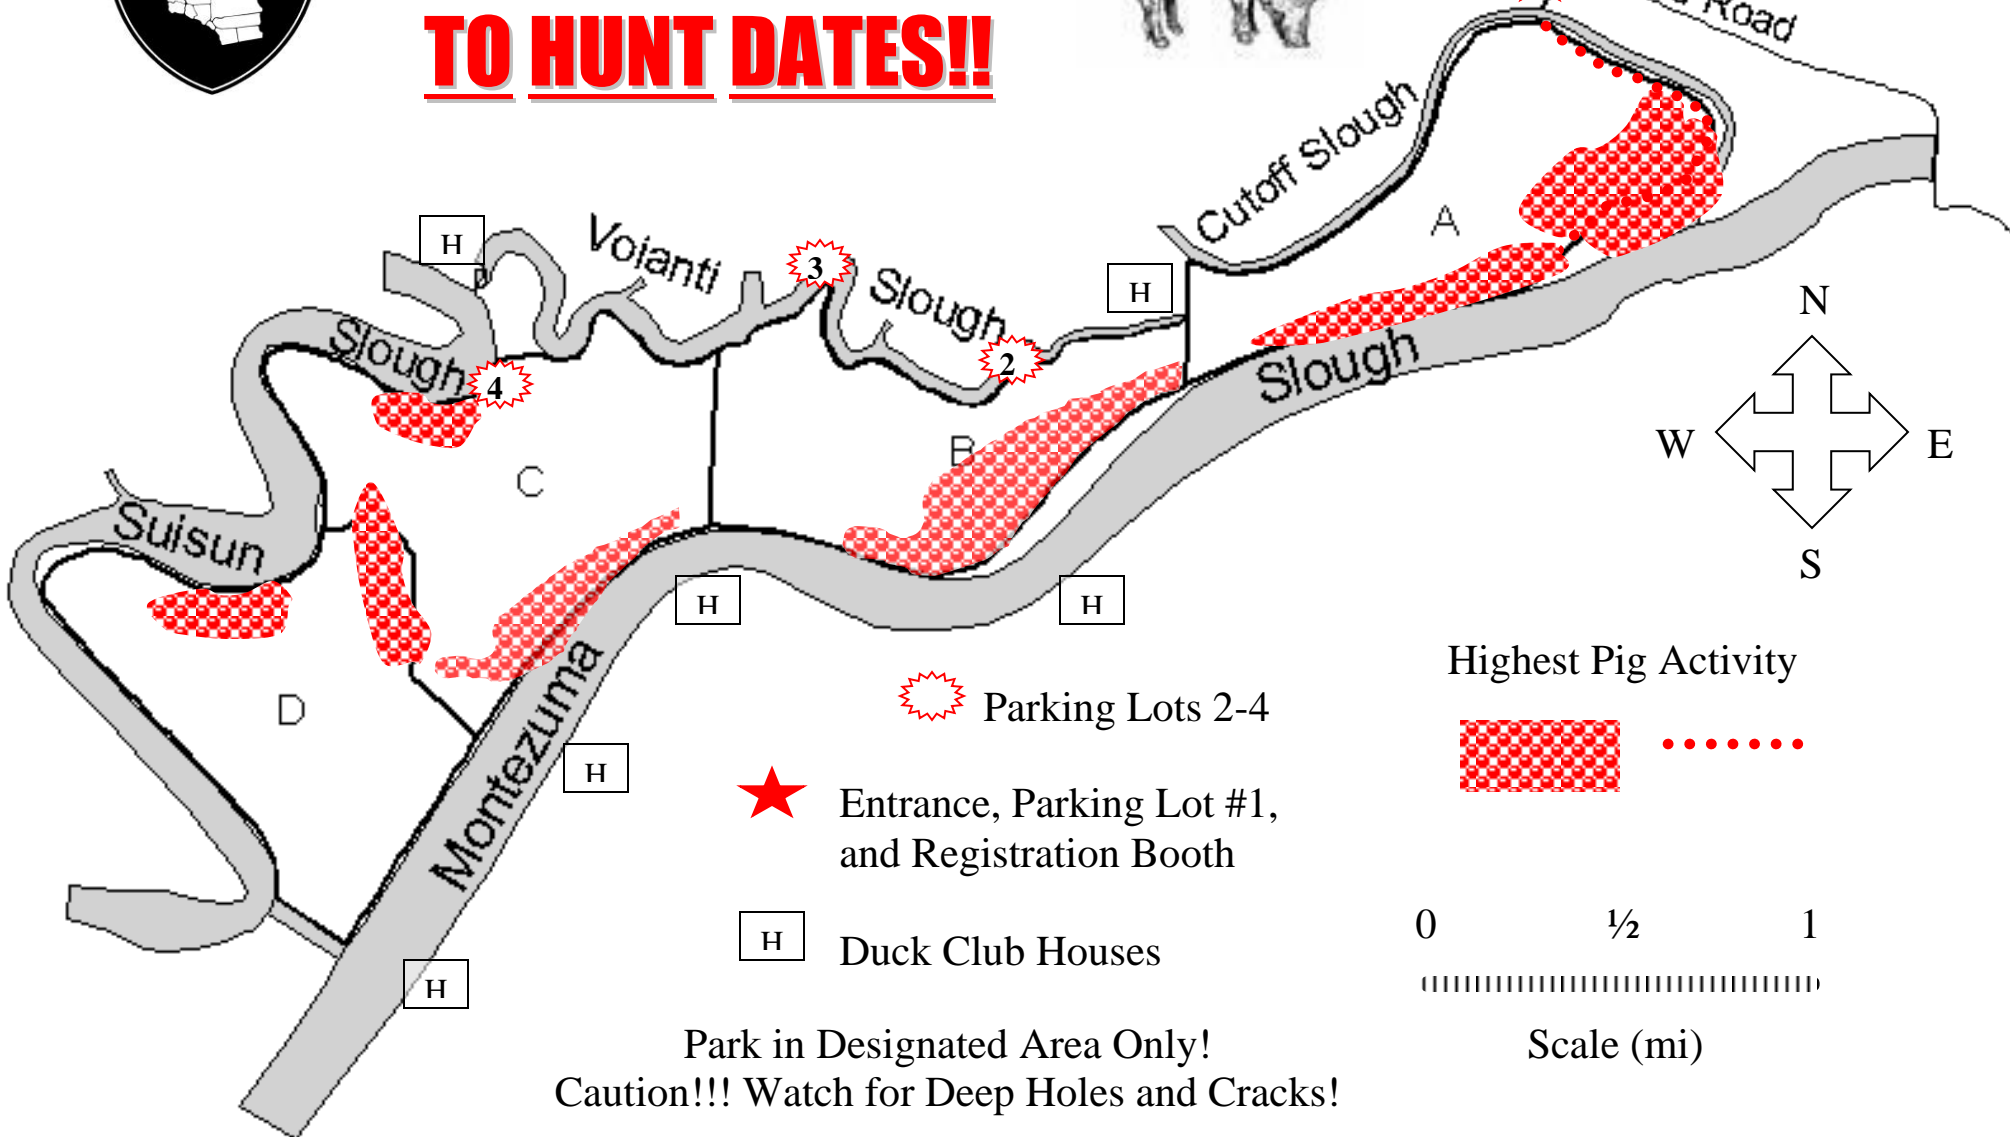 TO HUNT DATES!!
Road
Cutoff Slough
A
H
Voianti
3
Slough
H
N
Slough
4
2
Slough
W
E
B
C
Suisun
S
H
H
Highest Pig Activity
Montezuma
D
Parking Lots 2-4
H
Entrance, Parking Lot #1,
and Registration Booth
0 ½ 1
H
Duck Club Houses
H
Park in Designated Area Only!
Scale (mi)
Caution!!! Watch for Deep Holes and Cracks!